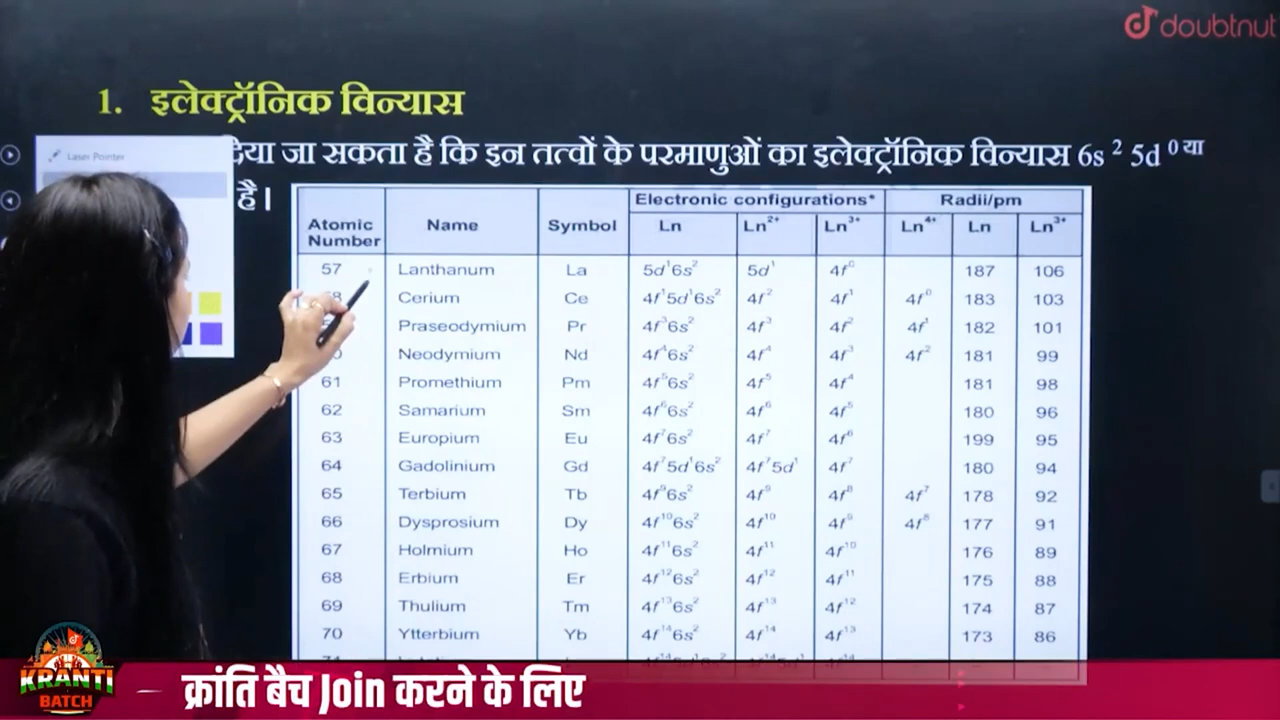 doubtnut
1. इलेक्ट्रॉनिक विन्यास
Laser Pointer
दिया जा सकता है कि इन तत्वों के परमाणुओं का इलेक्ट्रॉनिक विन्यास 6s² 5d⁰ या
है।
Electronic configurations* Radii/pm
Atomic Number Name Symbol Ln Ln²⁺ Ln³⁺ Ln⁴⁺ Ln Ln³⁺
57 Lanthanum La 5d¹6s² 5d¹ 4f⁰ 187 106
Cerium Ce 4f¹5d¹6s² 4f² 4f¹ 4f⁰ 183 103
Praseodymium Pr 4f³6s² 4f³ 4f² 4f¹ 182 101
Neodymium Nd 4f⁴6s² 4f⁴ 4f³ 4f² 181 99
61 Promethium Pm 4f⁵6s² 4f⁵ 4f⁴ 181 98
62 Samarium Sm 4f⁶6s² 4f⁶ 4f⁵ 180 96
63 Europium Eu 4f⁷6s² 4f⁷ 4f⁶ 199 95
64 Gadolinium Gd 4f⁷5d¹6s² 4f⁷5d¹ 4f⁷ 180 94
65 Terbium Tb 4f⁹6s² 4f⁹ 4f⁸ 4f⁷ 178 92
66 Dysprosium Dy 4f¹⁰6s² 4f¹⁰ 4f⁹ 4f⁸ 177 91
67 Holmium Ho 4f¹¹6s² 4f¹¹ 4f¹⁰ 176 89
68 Erbium Er 4f¹²6s² 4f¹² 4f¹¹ 175 88
69 Thulium Tm 4f¹³6s² 4f¹³ 4f¹² 174 87
70 Ytterbium Yb 4f¹⁴6s² 4f¹⁴ 4f¹³ 173 86
KRANTI
BATCH
क्रांति बैच Join करने के लिए